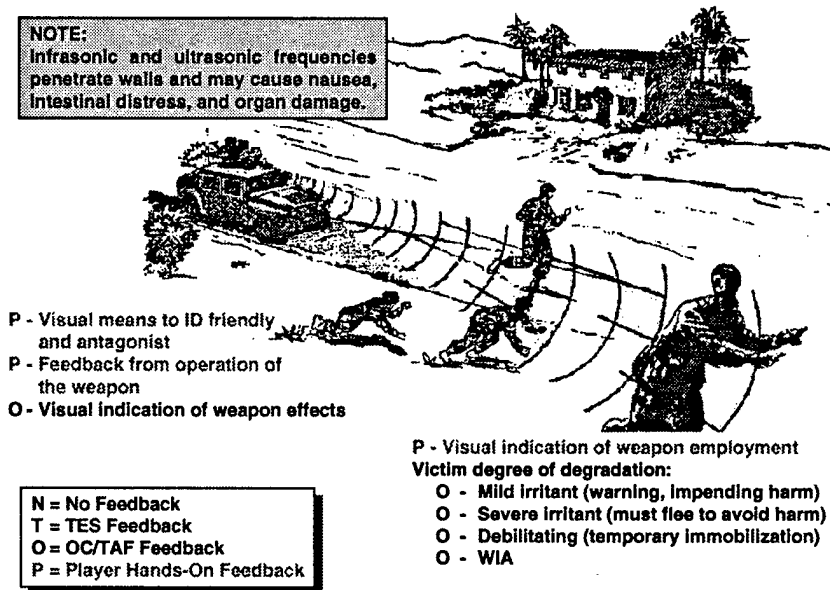 NOTE:
Infrasonic and ultrasonic frequencies
penetrate walls and may cause nausea,
intestinal distress, and organ damage.
P - Visual means to ID friendly
and antagonist
P - Feedback from operation of
the weapon
O - Visual indication of weapon effects
P - Visual indication of weapon employment
Victim degree of degradation:
O - Mild irritant (warning, impending harm)
O - Severe irritant (must flee to avoid harm)
O - Debilitating (temporary immobilization)
O - WIA
N = No Feedback
T = TES Feedback
O = OC/TAF Feedback
P = Player Hands-On Feedback